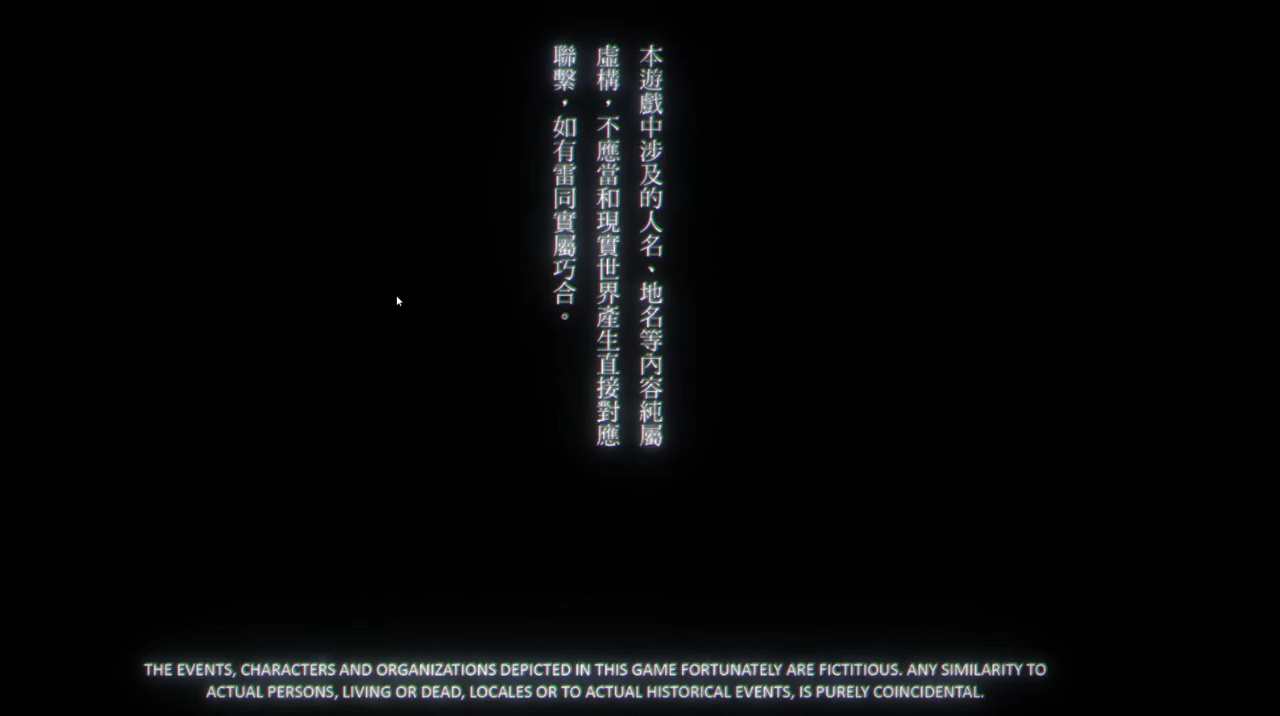 本遊戲中涉及的人名、地名等內容純屬
虛構，不應當和現實世界產生直接對應
聯繫，如有雷同實屬巧合。
THE EVENTS, CHARACTERS AND ORGANIZATIONS DEPICTED IN THIS GAME FORTUNATELY ARE FICTITIOUS. ANY SIMILARITY TO
ACTUAL PERSONS, LIVING OR DEAD, LOCALES OR TO ACTUAL HISTORICAL EVENTS, IS PURELY COINCIDENTAL.